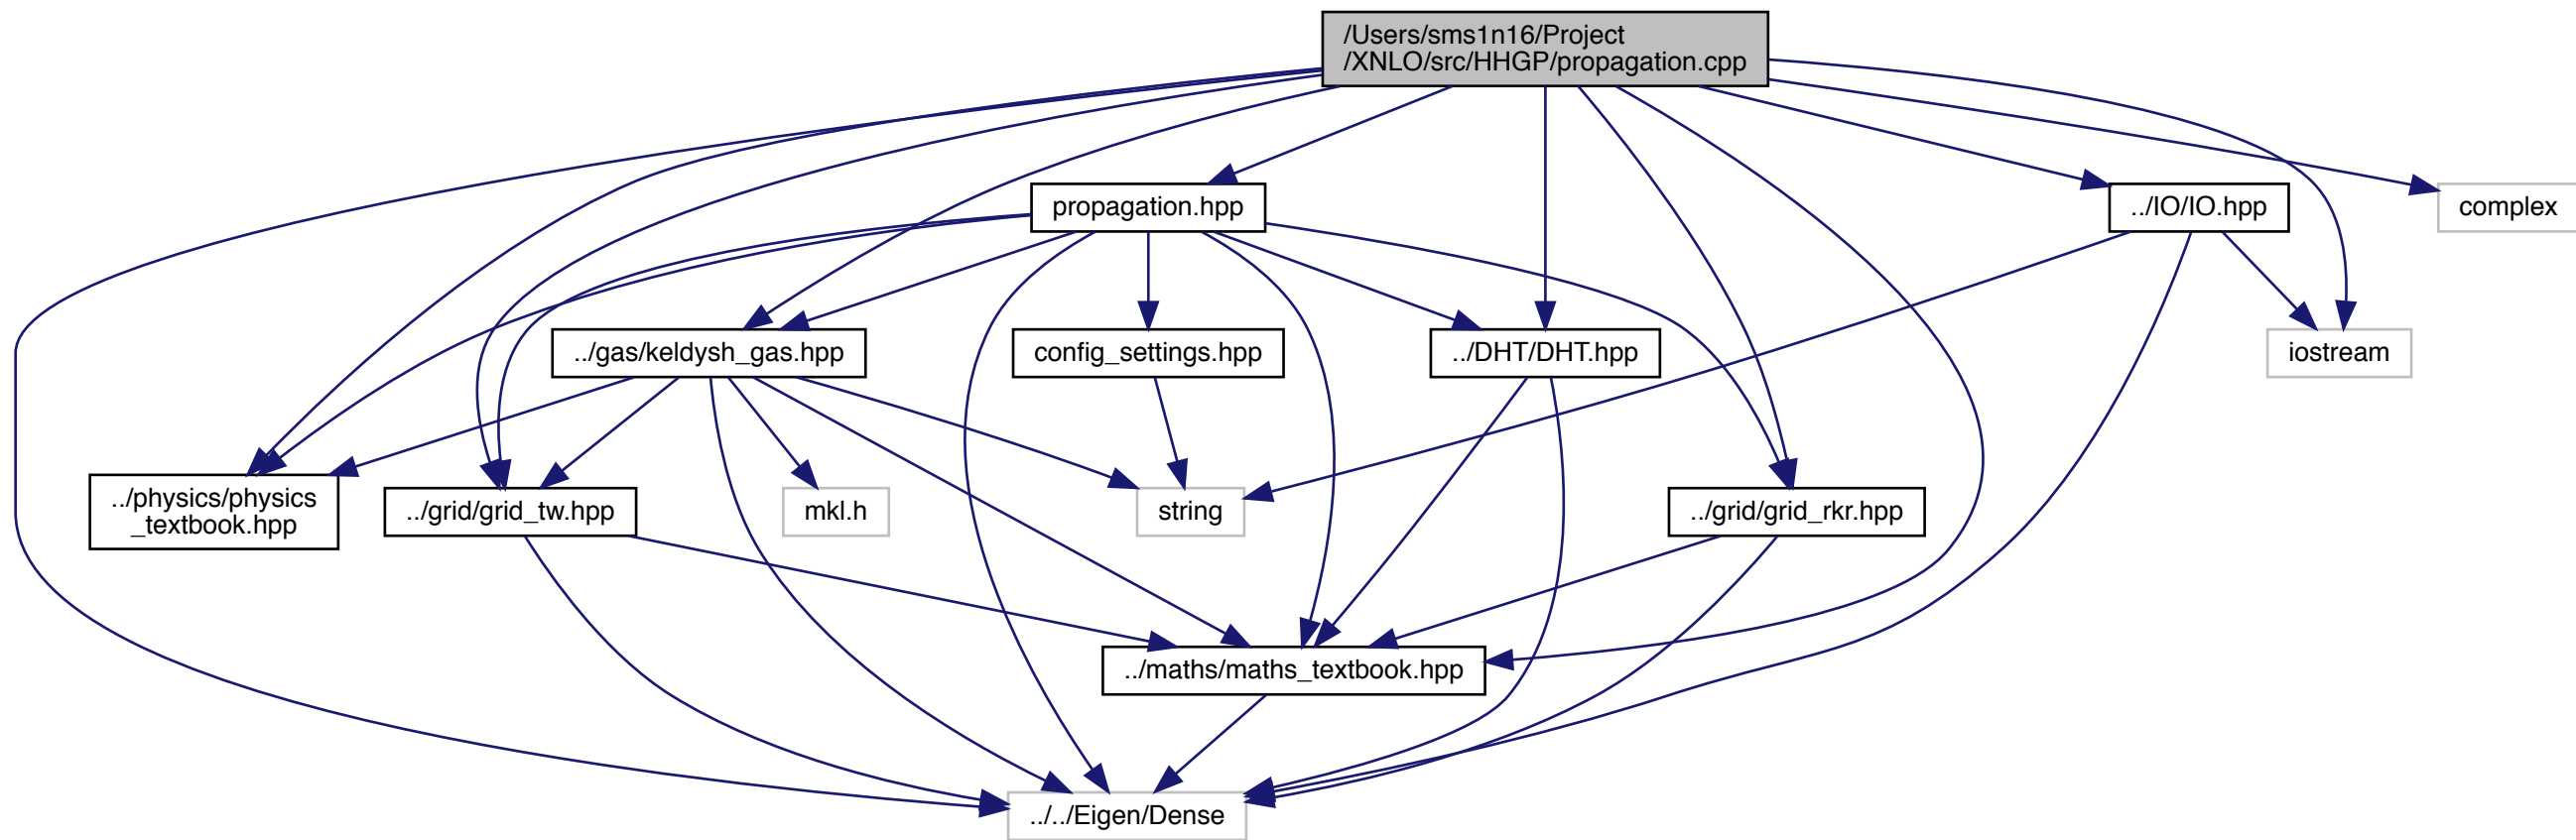 /Users/sms1n16/Project
/XNLO/src/HHGP/propagation.cpp
propagation.hpp
../IO/IO.hpp
complex
../gas/keldysh_gas.hpp
config_settings.hpp
../DHT/DHT.hpp
iostream
../physics/physics
_textbook.hpp
../grid/grid_tw.hpp
mkl.h
string
../grid/grid_rkr.hpp
../maths/maths_textbook.hpp
../../Eigen/Dense